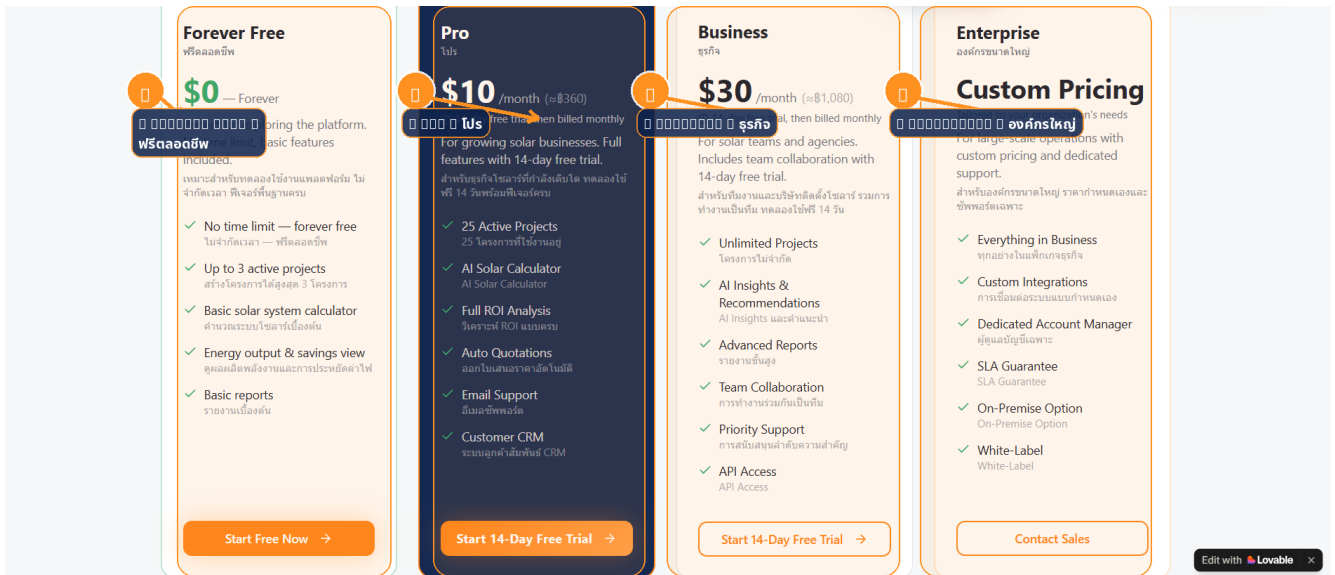 Forever Free
ฟรีตลอดชีพ
$0 — Forever
ฟรีตลอดชีพ
oring the platform.
me limit, basic features
included.
เหมาะสำหรับทดลองใช้งานแพลตฟอร์ม ไม่
จำกัดเวลา ฟีเจอร์พื้นฐานครบ
No time limit — forever free
ไม่จำกัดเวลา — ฟรีตลอดชีพ
Up to 3 active projects
สร้างโครงการได้สูงสุด 3 โครงการ
Basic solar system calculator
คำนวณระบบโซลาร์เบื้องต้น
Energy output & savings view
ดูผลผลิตพลังงานและการประหยัดค่าไฟ
Basic reports
รายงานเบื้องต้น
Start Free Now →
Pro
โปร
$10 /month (≈฿360)
โปร
free trial, then billed monthly
For growing solar businesses. Full
features with 14-day free trial.
สำหรับธุรกิจโซลาร์ที่กำลังเติบโต ทดลองใช้
ฟรี 14 วันพร้อมฟีเจอร์ครบ
25 Active Projects
25 โครงการที่ใช้งานอยู่
AI Solar Calculator
AI Solar Calculator
Full ROI Analysis
วิเคราะห์ ROI แบบครบ
Auto Quotations
ออกใบเสนอราคาอัตโนมัติ
Email Support
อีเมลซัพพอร์ต
Customer CRM
ระบบลูกค้าสัมพันธ์ CRM
Start 14-Day Free Trial →
Business
ธุรกิจ
$30 /month (≈฿1,080)
ธุรกิจ
trial, then billed monthly
For solar teams and agencies.
Includes team collaboration with
14-day free trial.
สำหรับทีมงานและบริษัทติดตั้งโซลาร์ รวมการ
ทำงานเป็นทีม ทดลองใช้ฟรี 14 วัน
Unlimited Projects
โครงการไม่จำกัด
AI Insights &
Recommendations
AI Insights และคำแนะนำ
Advanced Reports
รายงานขั้นสูง
Team Collaboration
การทำงานร่วมกันเป็นทีม
Priority Support
การสนับสนุนลำดับความสำคัญ
API Access
API Access
Start 14-Day Free Trial →
Enterprise
องค์กรขนาดใหญ่
Custom Pricing
องค์กรใหญ่
's needs
For large-scale operations with
custom pricing and dedicated
support.
สำหรับองค์กรขนาดใหญ่ ราคากำหนดเองและ
ซัพพอร์ตเฉพาะ
Everything in Business
ทุกอย่างในแพ็กเกจธุรกิจ
Custom Integrations
การเชื่อมต่อระบบแบบกำหนดเอง
Dedicated Account Manager
ผู้ดูแลบัญชีเฉพาะ
SLA Guarantee
SLA Guarantee
On-Premise Option
On-Premise Option
White-Label
White-Label
Contact Sales
Edit with Lovable ×